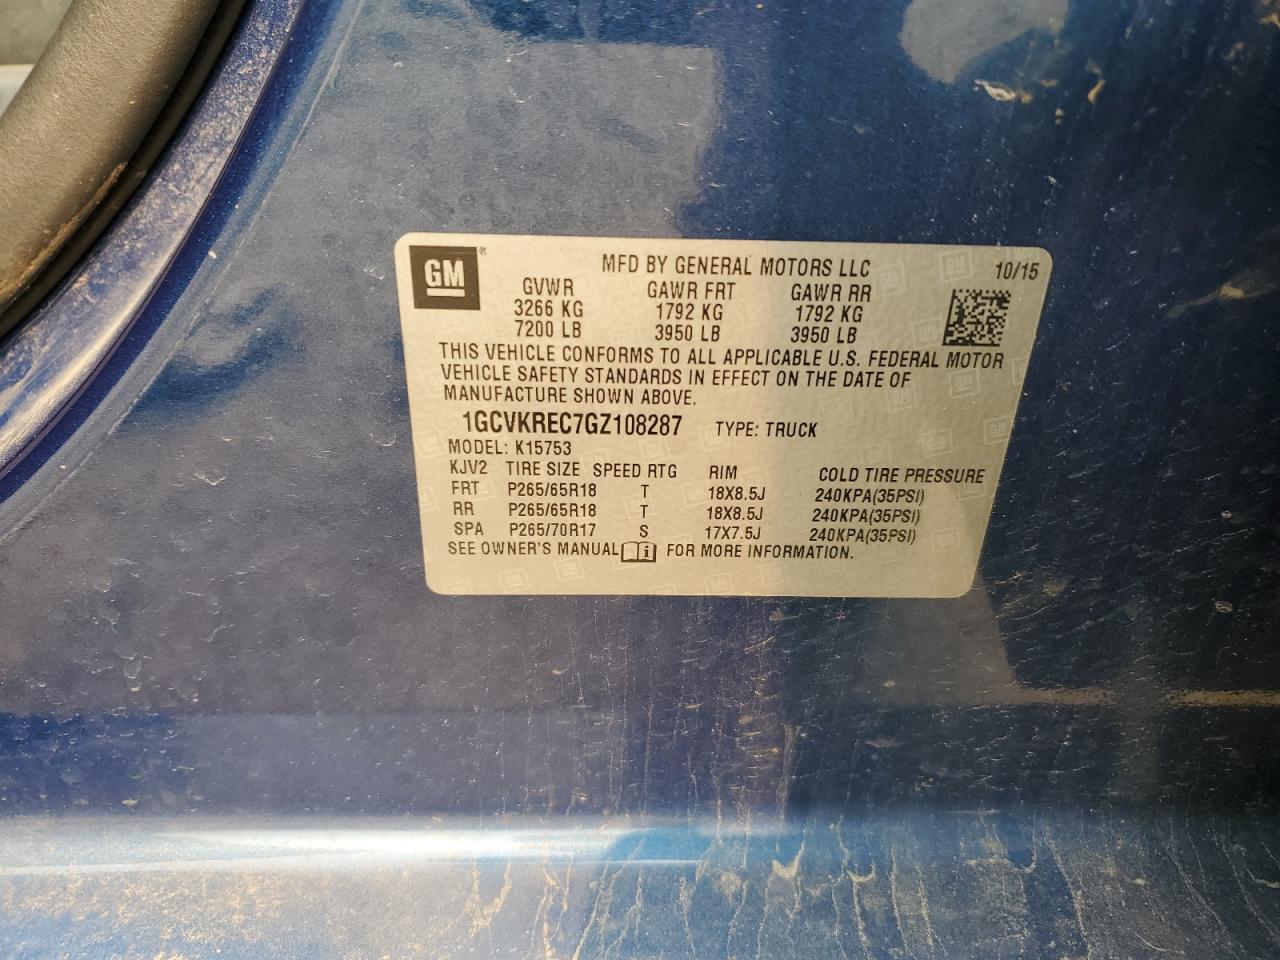 GM®
MFD BY GENERAL MOTORS LLC 10/15
GVWR GAWR FRT GAWR RR
3266 KG 1792 KG 1792 KG
7200 LB 3950 LB 3950 LB
THIS VEHICLE CONFORMS TO ALL APPLICABLE U.S. FEDERAL MOTOR
VEHICLE SAFETY STANDARDS IN EFFECT ON THE DATE OF
MANUFACTURE SHOWN ABOVE.
1GCVKREC7GZ108287 TYPE: TRUCK
MODEL: K15753
KJV2 TIRE SIZE SPEED RTG RIM COLD TIRE PRESSURE
FRT P265/65R18 T 18X8.5J 240KPA(35PSI)
RR P265/65R18 T 18X8.5J 240KPA(35PSI)
SPA P265/70R17 S 17X7.5J 240KPA(35PSI)
SEE OWNER'S MANUAL i FOR MORE INFORMATION.